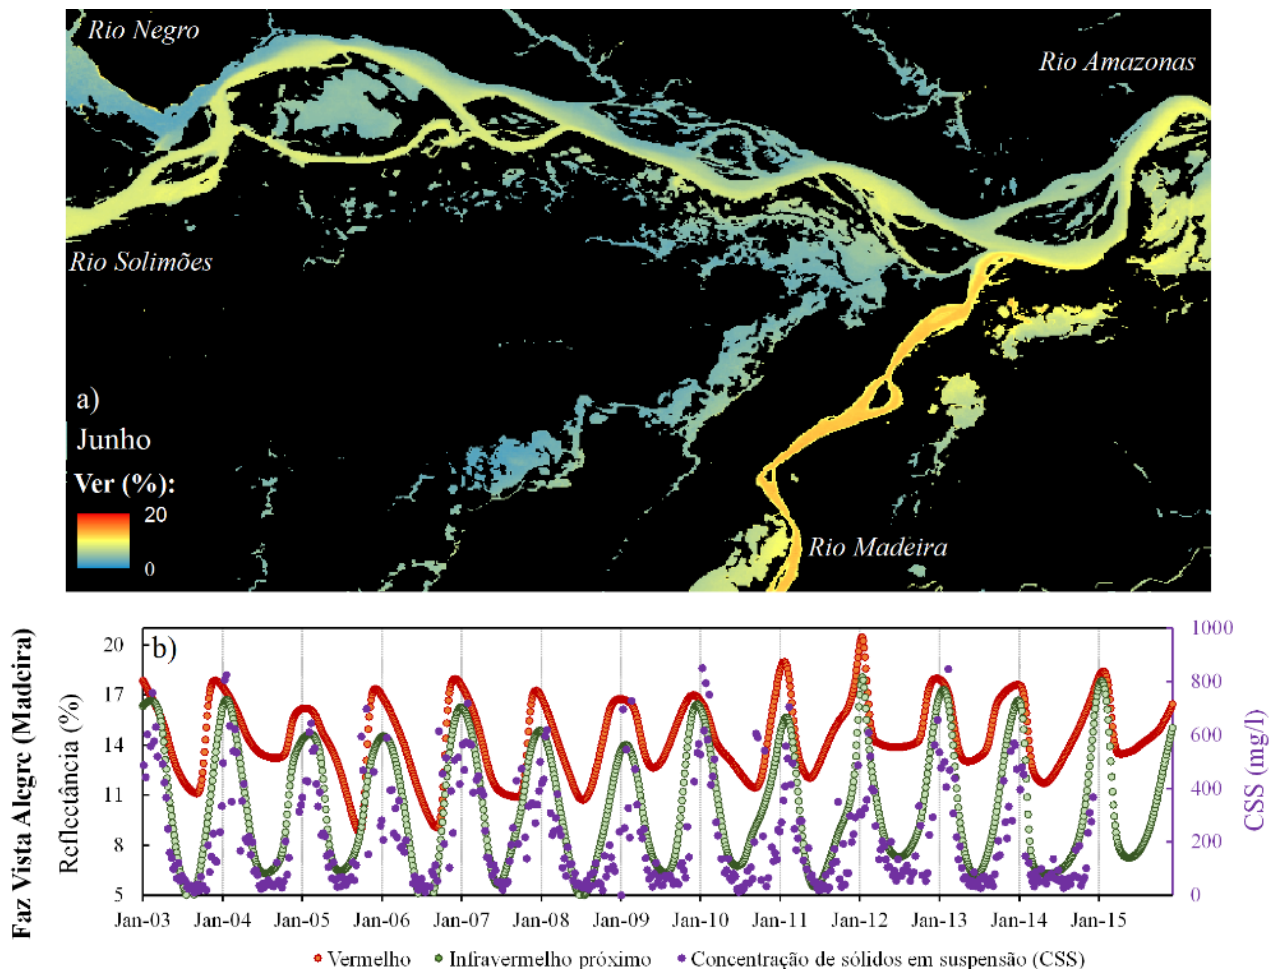 Rio Negro
Rio Amazonas
Rio Solimões
a)
Junho
Ver (%):
20
0
Rio Madeira
Faz Vista Alegre (Madeira)
Reflectância (%)
b)
20
17
14
11
8
5
1000
800
600
400
200
0
CSS (mg/l)
Jan-03 Jan-04 Jan-05 Jan-06 Jan-07 Jan-08 Jan-09 Jan-10 Jan-11 Jan-12 Jan-13 Jan-14 Jan-15
Vermelho Infravermelho próximo Concentração de sólidos em suspensão (CSS)